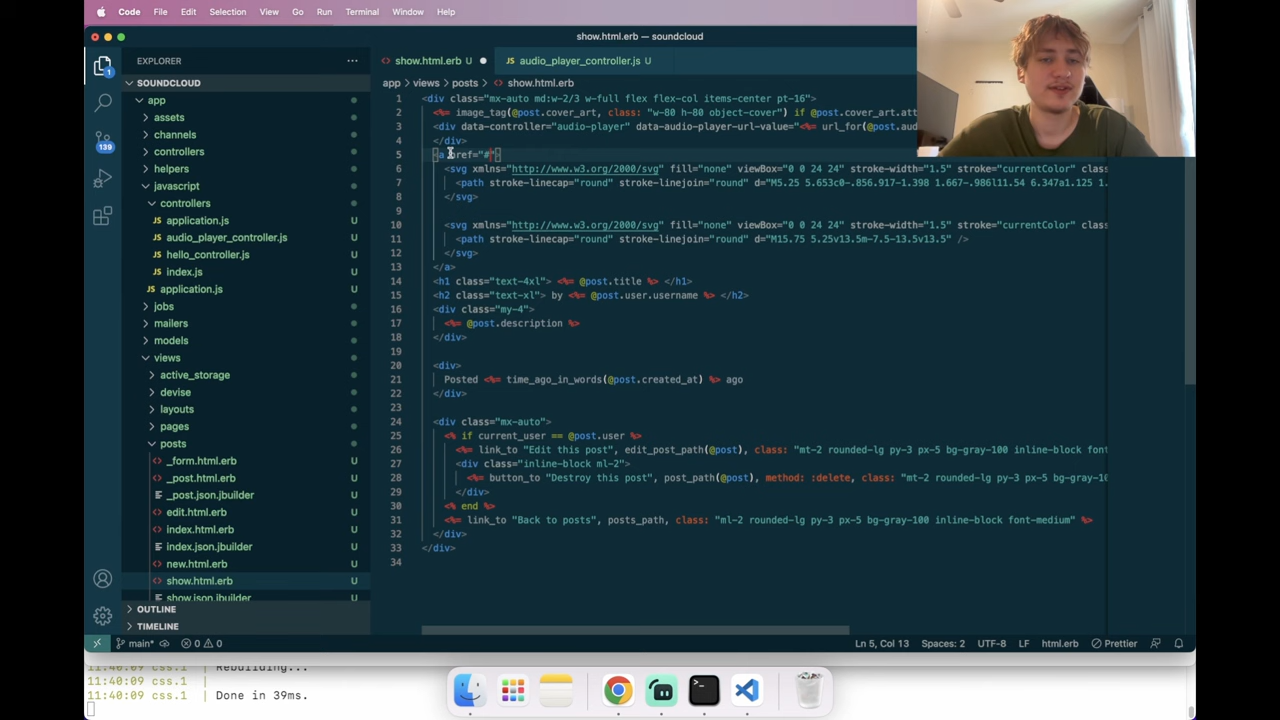 Code File Edit Selection View Go Run Terminal Window Help
show.html.erb — soundcloud
EXPLORER
show.html.erb U
audio_player_controller.js U
1
SOUNDCLOUD
app > views > posts > show.html.erb
app
assets
channels
controllers
139
helpers
javascript
controllers
application.js U
audio_player_controller.js U
hello_controller.js U
index.js U
application.js U
jobs
mailers
models
views
active_storage
devise
layouts
pages
posts
_form.html.erb U
_post.html.erb U
_post.json.jbuilder U
edit.html.erb U
index.html.erb U
index.json.jbuilder U
new.html.erb U
show.html.erb U
show.json.jbuilder U
OUTLINE
TIMELINE
1 <div class="mx-auto md:w-2/3 w-full flex flex-col items-center pt-16">
2 <%= image_tag(@post.cover_art, class: "w-80 h-80 object-cover") if @post.cover_art.att
3 <div data-controller="audio-player" data-audio-player-url-value="<%= url_for(@post.aud
4 </div>
5 <a href="#">
6 <svg xmlns="http://www.w3.org/2000/svg" fill="none" viewBox="0 0 24 24" stroke-width="1.5" stroke="currentColor" class
7 <path stroke-linecap="round" stroke-linejoin="round" d="M5.25 5.653c0-.856.917-1.398 1.667-.986l11.54 6.347a1.125 1.
8 </svg>
9
10 <svg xmlns="http://www.w3.org/2000/svg" fill="none" viewBox="0 0 24 24" stroke-width="1.5" stroke="currentColor" class
11 <path stroke-linecap="round" stroke-linejoin="round" d="M15.75 5.25v13.5m-7.5-13.5v13.5" />
12 </svg>
13 </a>
14 <h1 class="text-4xl"> <%= @post.title %> </h1>
15 <h2 class="text-xl"> by <%= @post.user.username %> </h2>
16 <div class="my-4">
17 <%= @post.description %>
18 </div>
19
20 <div>
21 Posted <%= time_ago_in_words(@post.created_at) %> ago
22 </div>
23
24 <div class="mx-auto">
25 <% if current_user == @post.user %>
26 <%= link_to "Edit this post", edit_post_path(@post), class: "mt-2 rounded-lg py-3 px-5 bg-gray-100 inline-block font
27 <div class="inline-block ml-2">
28 <%= button_to "Destroy this post", post_path(@post), method: :delete, class: "mt-2 rounded-lg py-3 px-5 bg-gray-10
29 </div>
30 <% end %>
31 <%= link_to "Back to posts", posts_path, class: "ml-2 rounded-lg py-3 px-5 bg-gray-100 inline-block font-medium" %>
32 </div>
33 </div>
34
main* 0 0 Ln 5, Col 13 Spaces: 2 UTF-8 LF html.erb Prettier
11:40:09 css.1 | Rebuilding...
11:40:09 css.1 |
11:40:09 css.1 | Done in 39ms.